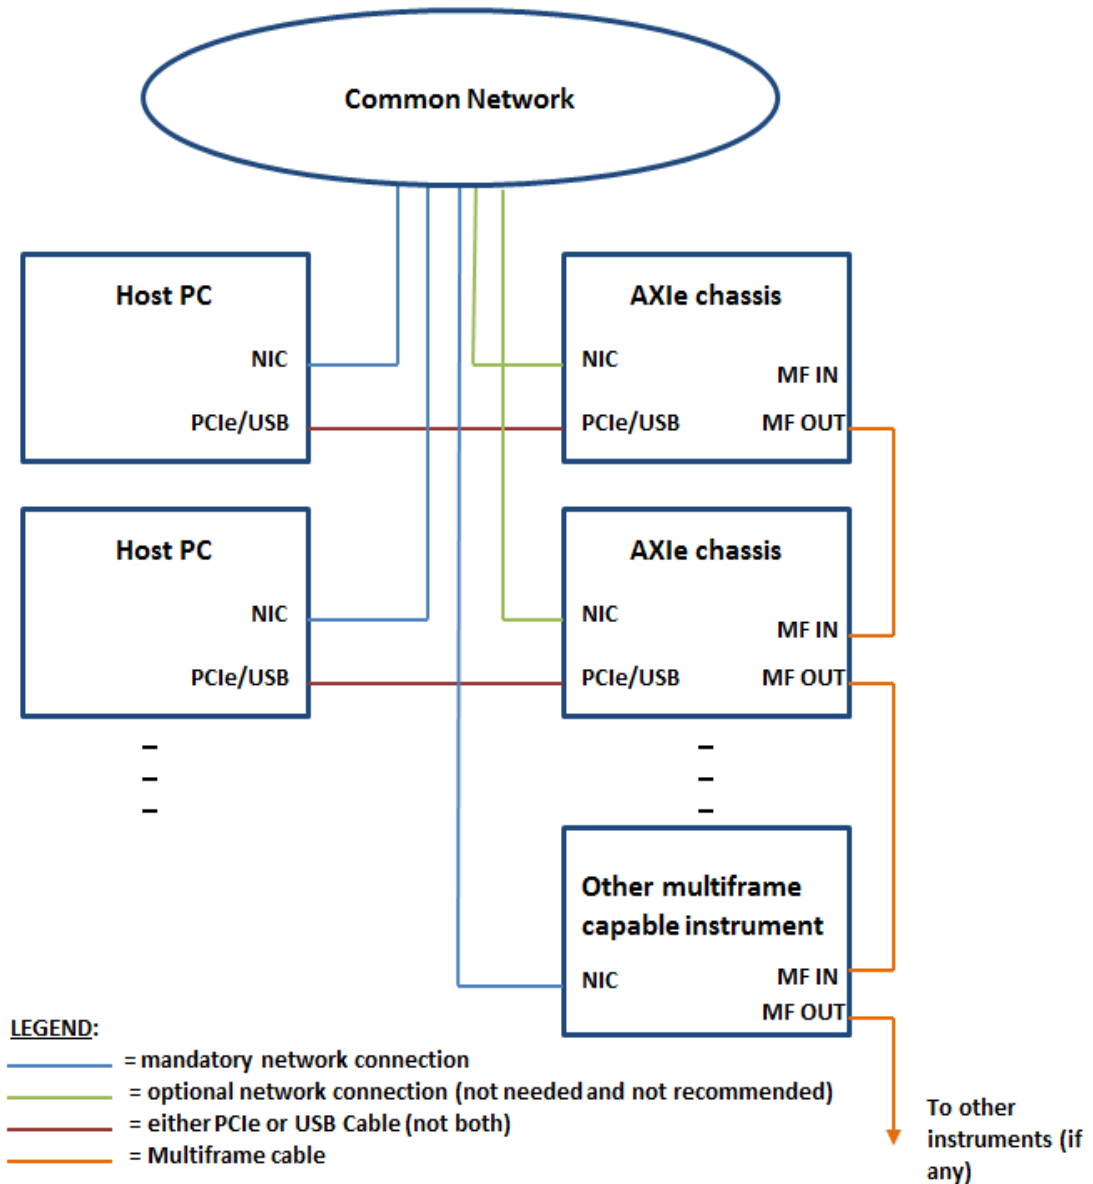 Common Network
Host PC
NIC
PCIe/USB
AXIe chassis
NIC
MF IN
PCIe/USB
MF OUT
Host PC
NIC
PCIe/USB
AXIe chassis
NIC
MF IN
PCIe/USB
MF OUT
Other multiframe
capable instrument
NIC
MF IN
MF OUT
LEGEND:
= mandatory network connection
= optional network connection (not needed and not recommended)
= either PCIe or USB Cable (not both)
= Multiframe cable
To other
instruments (if
any)